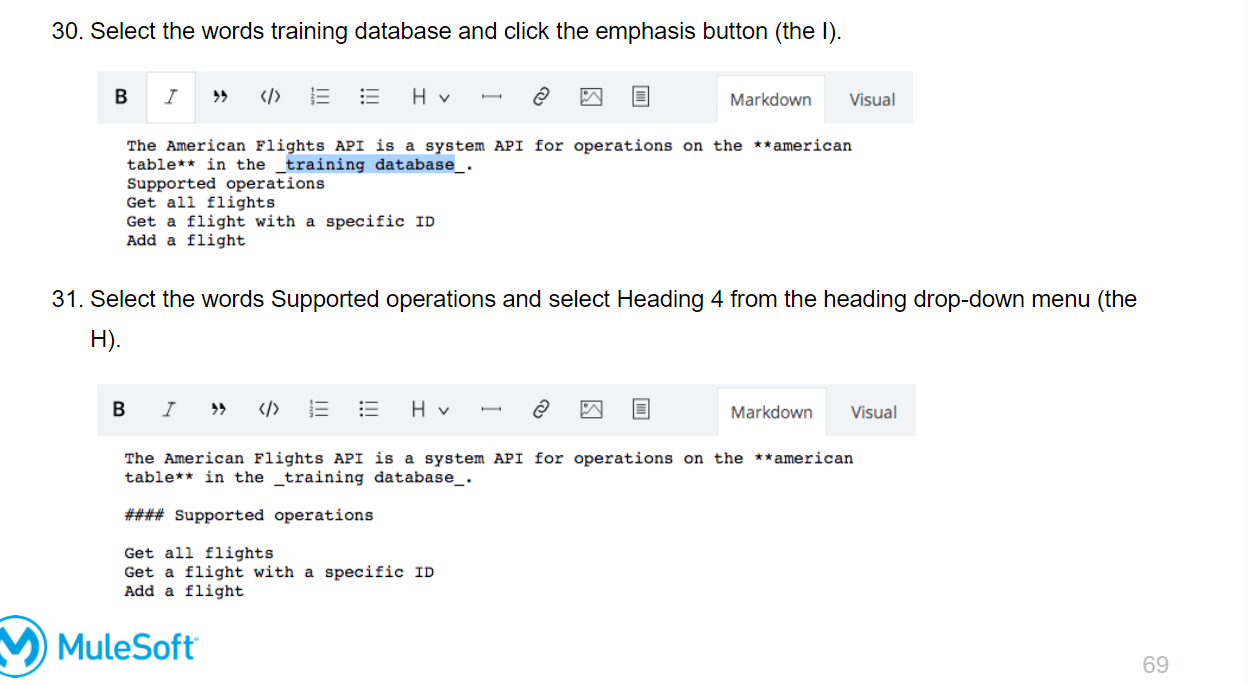 30. Select the words training database and click the emphasis button (the I).
B I ” </> H Markdown Visual
The American Flights API is a system API for operations on the **american
table** in the _training database_.
Supported operations
Get all flights
Get a flight with a specific ID
Add a flight
31. Select the words Supported operations and select Heading 4 from the heading drop-down menu (the
H).
B I ” </> H Markdown Visual
The American Flights API is a system API for operations on the **american
table** in the _training database_.
#### Supported operations
Get all flights
Get a flight with a specific ID
Add a flight
MuleSoft
69